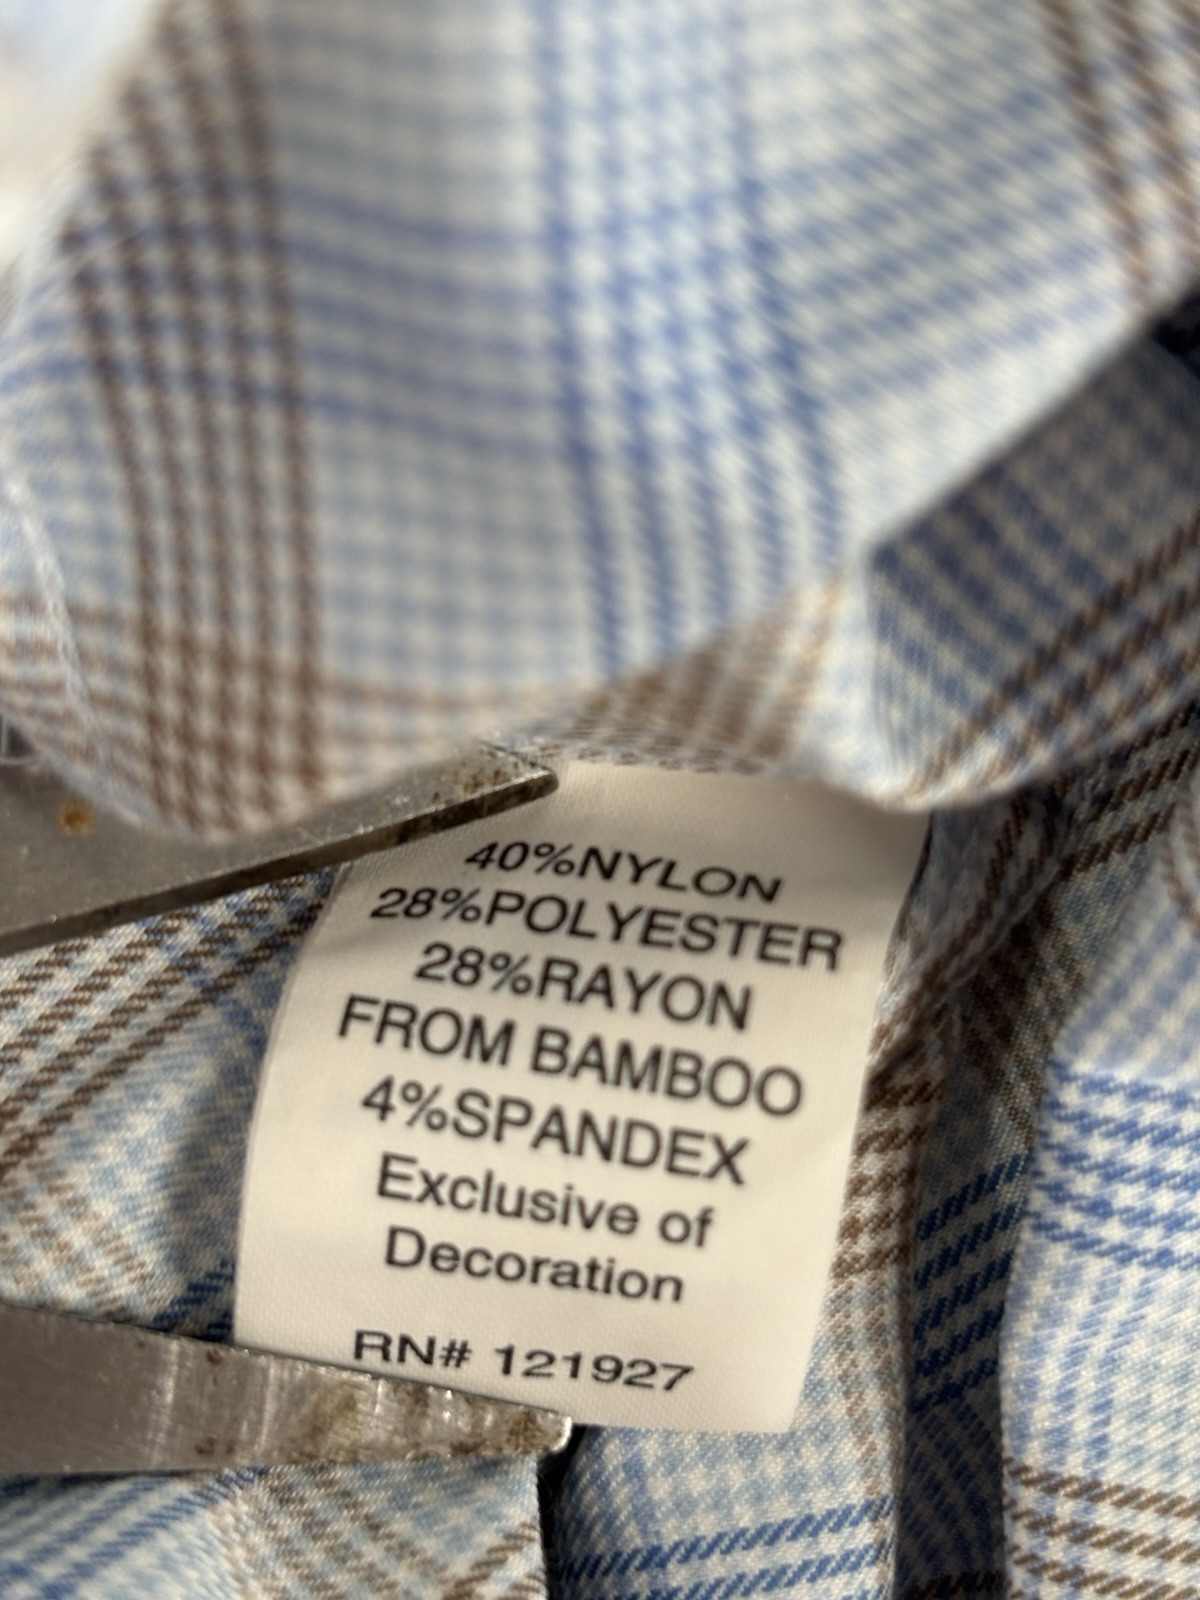 40%NYLON
28%POLYESTER
28%RAYON
FROM BAMBOO
4%SPANDEX
Exclusive of
Decoration
RN# 121927